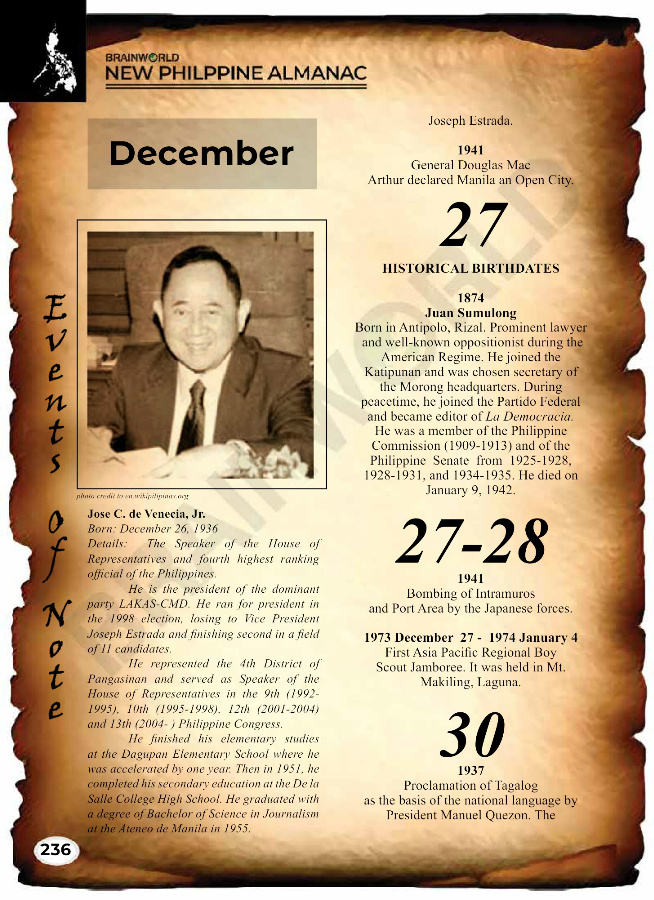 BRAINWORLD
NEW PHILPPINE ALMANAC
December
Events of Note
photo credit to en.wikipilipinas.org
Jose C. de Venecia, Jr.
Born: December 26, 1936
Details: The Speaker of the House of
Representatives and fourth highest ranking
official of the Philippines.
He is the president of the dominant
party LAKAS-CMD. He ran for president in
the 1998 election, losing to Vice President
Joseph Estrada and finishing second in a field
of 11 candidates.
He represented the 4th District of
Pangasinan and served as Speaker of the
House of Representatives in the 9th (1992-
1995), 10th (1995-1998), 12th (2001-2004)
and 13th (2004- ) Philippine Congress.
He finished his elementary studies
at the Dagupan Elementary School where he
was accelerated by one year. Then in 1951, he
completed his secondary education at the De la
Salle College High School. He graduated with
a degree of Bachelor of Science in Journalism
at the Ateneo de Manila in 1955.
Joseph Estrada.
1941
General Douglas Mac
Arthur declared Manila an Open City.
27
HISTORICAL BIRTHDATES
1874
Juan Sumulong
Born in Antipolo, Rizal. Prominent lawyer
and well-known oppositionist during the
American Regime. He joined the
Katipunan and was chosen secretary of
the Morong headquarters. During
peacetime, he joined the Partido Federal
and became editor of La Democracia.
He was a member of the Philippine
Commission (1909-1913) and of the
Philippine Senate from 1925-1928,
1928-1931, and 1934-1935. He died on
January 9, 1942.
27-28
1941
Bombing of Intramuros
and Port Area by the Japanese forces.
1973 December 27 - 1974 January 4
First Asia Pacific Regional Boy
Scout Jamboree. It was held in Mt.
Makiling, Laguna.
30
1937
Proclamation of Tagalog
as the basis of the national language by
President Manuel Quezon. The
236
BRAINWORLD